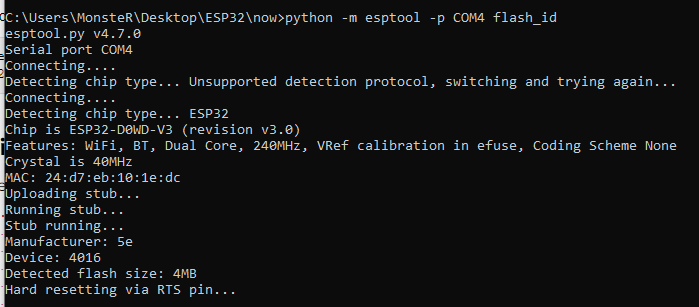 C:\Users\MonsteR\Desktop\ESP32\now>python -m esptool -p COM4 flash_id
esptool.py v4.7.0
Serial port COM4
Connecting....
Detecting chip type... Unsupported detection protocol, switching and trying again...
Connecting....
Detecting chip type... ESP32
Chip is ESP32-D0WD-V3 (revision v3.0)
Features: WiFi, BT, Dual Core, 240MHz, VRef calibration in efuse, Coding Scheme None
Crystal is 40MHz
MAC: 24:d7:eb:10:1e:dc
Uploading stub...
Running stub...
Stub running...
Manufacturer: 5e
Device: 4016
Detected flash size: 4MB
Hard resetting via RTS pin...